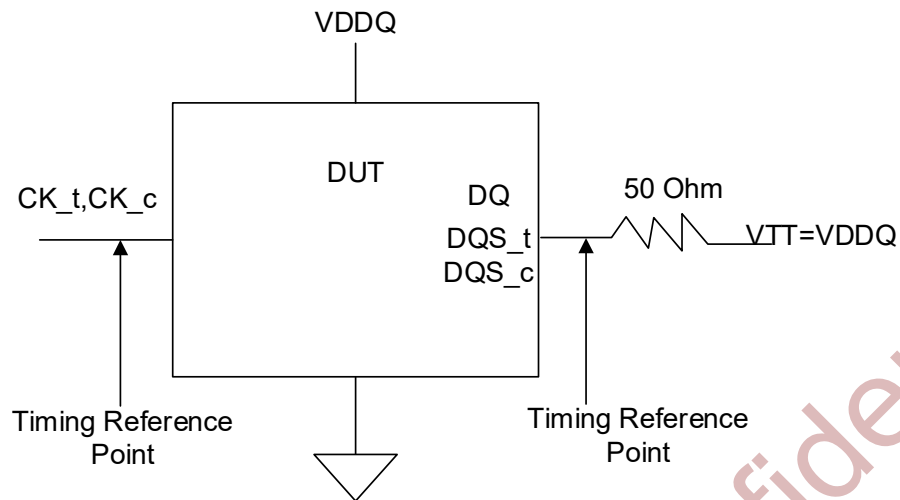 VDDQ
DUT
CK_t,CK_c
DQ
DQS_t
DQS_c
50 Ohm
VTT=VDDQ
Timing Reference
Point
Timing Reference
Point